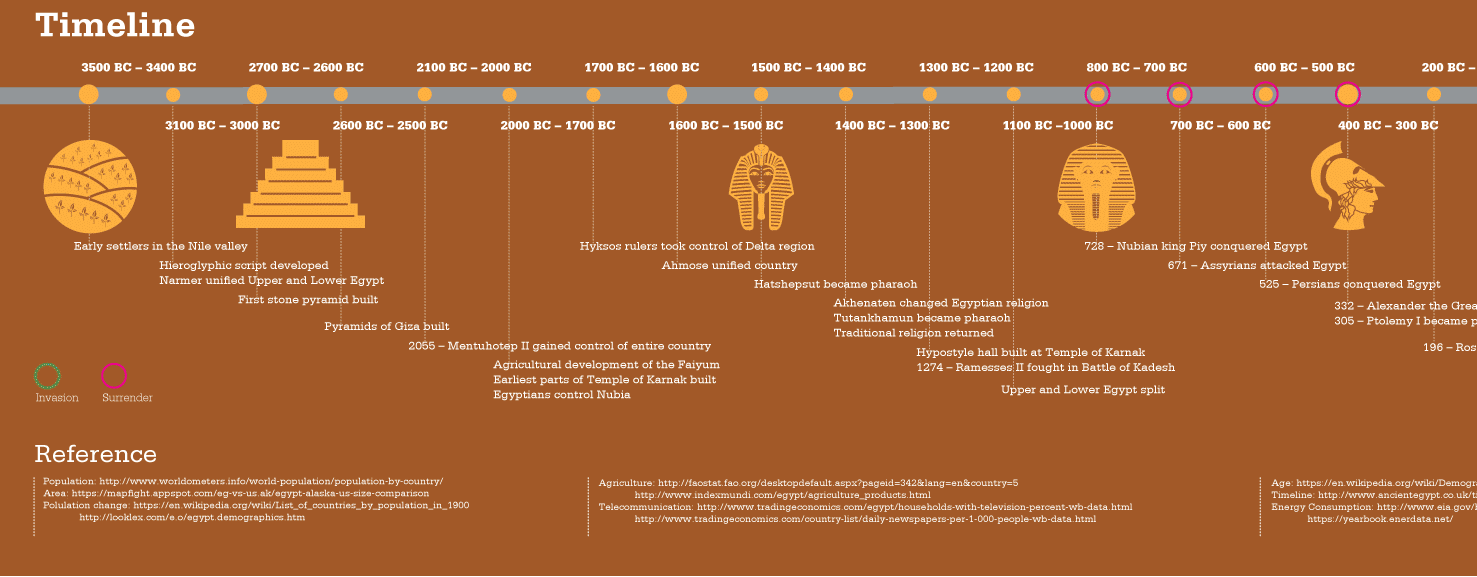 Timeline
3500 BC – 3400 BC
2700 BC – 2600 BC
2100 BC – 2000 BC
1700 BC – 1600 BC
1500 BC – 1400 BC
1300 BC – 1200 BC
800 BC – 700 BC
600 BC – 500 BC
200 BC –
3100 BC – 3000 BC
2600 BC – 2500 BC
2000 BC – 1700 BC
1600 BC – 1500 BC
1400 BC – 1300 BC
1100 BC –1000 BC
700 BC – 600 BC
400 BC – 300 BC
Early settlers in the Nile valley
Hieroglyphic script developed
Narmer unified Upper and Lower Egypt
First stone pyramid built
Pyramids of Giza built
2055 – Mentuhotep II gained control of entire country
Agricultural development of the Faiyum
Earliest parts of Temple of Karnak built
Egyptians control Nubia
Hyksos rulers took control of Delta region
Ahmose unified country
Hatshepsut became pharaoh
Akhenaten changed Egyptian religion
Tutankhamun became pharaoh
Traditional religion returned
Hypostyle hall built at Temple of Karnak
1274 – Ramesses II fought in Battle of Kadesh
Upper and Lower Egypt split
728 – Nubian king Piy conquered Egypt
671 – Assyrians attacked Egypt
525 – Persians conquered Egypt
332 – Alexander the Grea
305 – Ptolemy I became p
196 – Ros
Invasion
Surrender
Reference
Population: http://www.worldometers.info/world-population/population-by-country/
Area: https://mapfight.appspot.com/eg-vs-us.ak/egypt-alaska-us-size-comparison
Polulation change: https://en.wikipedia.org/wiki/List_of_countries_by_population_in_1900
http://looklex.com/e.o/egypt.demographics.htm
Agriculture: http://faostat.fao.org/desktopdefault.aspx?pageid=342&lang=en&country=5
http://www.indexmundi.com/egypt/agriculture_products.html
Telecommunication: http://www.tradingeconomics.com/egypt/households-with-television-percent-wb-data.html
http://www.tradingeconomics.com/country-list/daily-newspapers-per-1-000-people-wb-data.html
Age: https://en.wikipedia.org/wiki/Demogra
Timeline: http://www.ancientegypt.co.uk/t
Energy Consumption: http://www.eia.gov/
https://yearbook.enerdata.net/